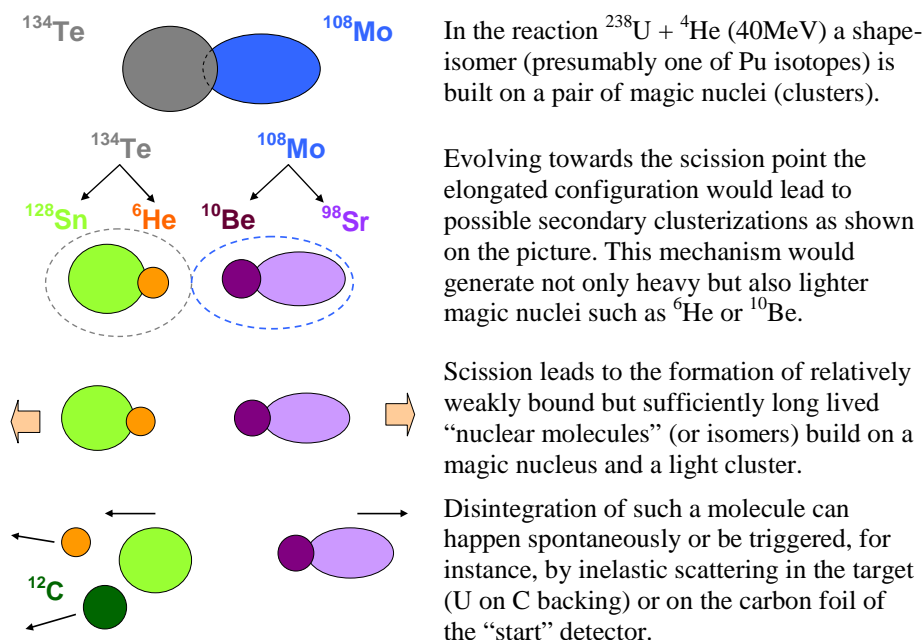 ¹³⁴Te
¹⁰⁸Mo
In the reaction ²³⁸U + ⁴He (40MeV) a shape-
isomer (presumably one of Pu isotopes) is
built on a pair of magic nuclei (clusters).
¹³⁴Te
¹⁰⁸Mo
¹²⁸Sn
⁶He
¹⁰Be
⁹⁸Sr
Evolving towards the scission point the
elongated configuration would lead to
possible secondary clusterizations as shown
on the picture. This mechanism would
generate not only heavy but also lighter
magic nuclei such as ⁶He or ¹⁰Be.
Scission leads to the formation of relatively
weakly bound but sufficiently long lived
“nuclear molecules” (or isomers) build on a
magic nucleus and a light cluster.
¹²C
Disintegration of such a molecule can
happen spontaneously or be triggered, for
instance, by inelastic scattering in the target
(U on C backing) or on the carbon foil of
the “start” detector.